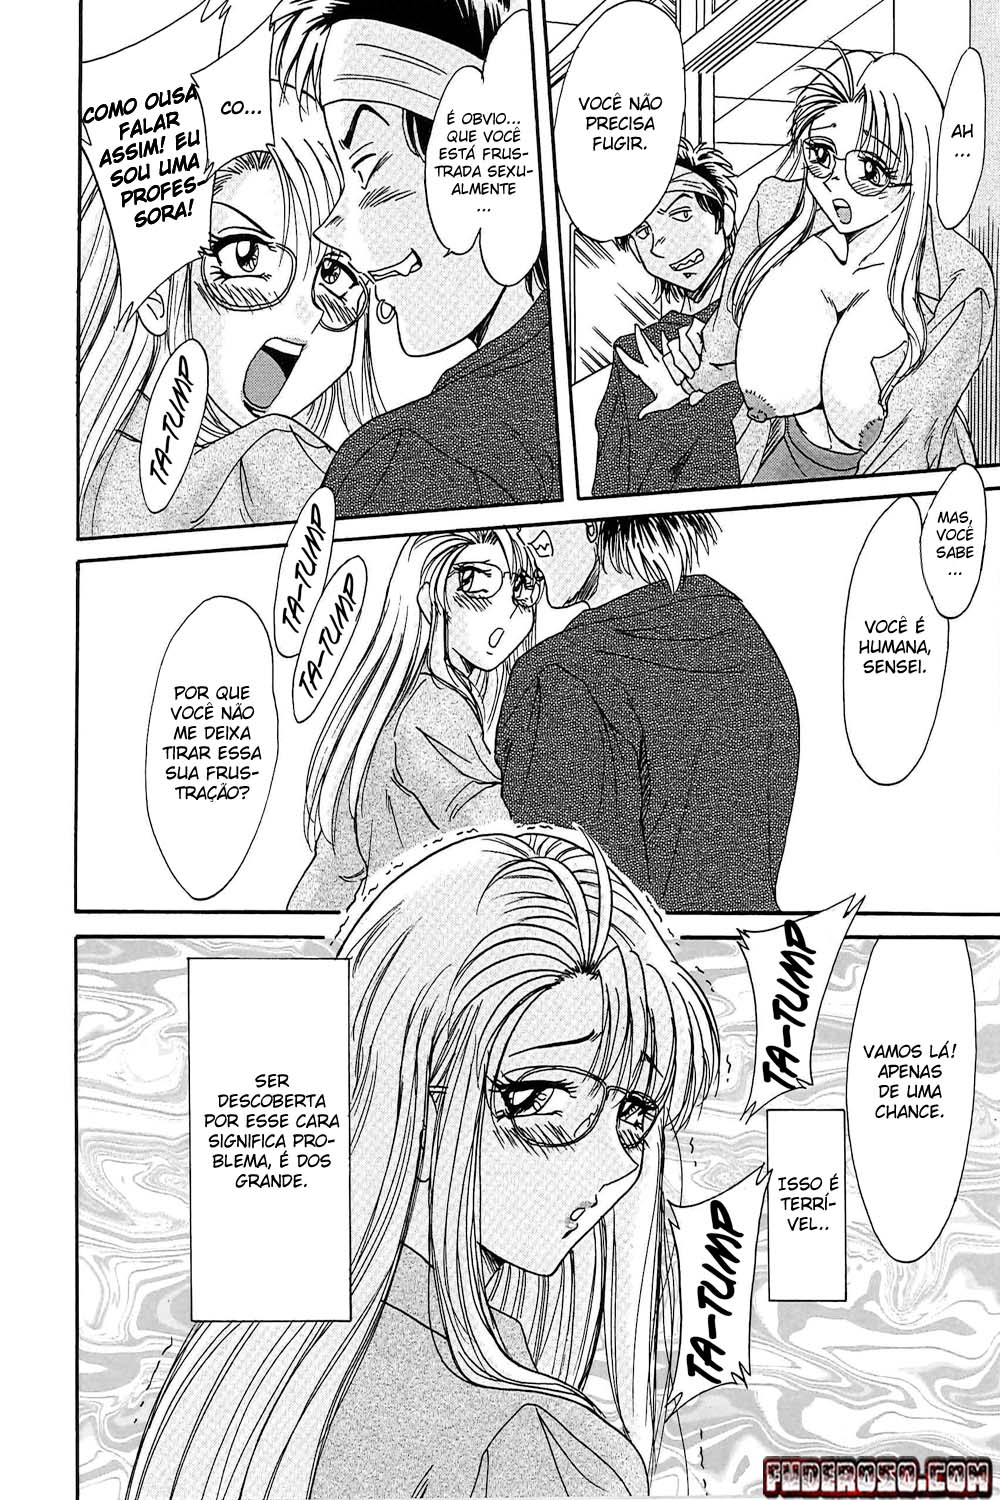 AH
...
VOCÊ NÃO
PRECISA
FUGIR.
É OBVIO...
QUE VOCÊ
ESTÁ FRUS-
TRADA SEXU-
ALMENTE
...
CO...
COMO OUSA
FALAR
ASSIM! EU
SOU UMA
PROFES-
SORA!
TA-TUMP
MAS,
VOCÊ
SABE
...
VOCÊ É
HUMANA,
SENSEI.
TA-TUMP
TA-TUMP
POR QUE
VOCÊ NÃO
ME DEIXA
TIRAR ESSA
SUA FRUS-
TRAÇÃO?
VAMOS LÁ!
APENAS
DE UMA
CHANCE.
TA-TUMP
ISSO É
TERRÍ-
VEL..
TA-TUMP
SER
DESCOBERTA
POR ESSE CARA
SIGNIFICA PRO-
BLEMA, É DOS
GRANDE.
FUDEROSO.COM